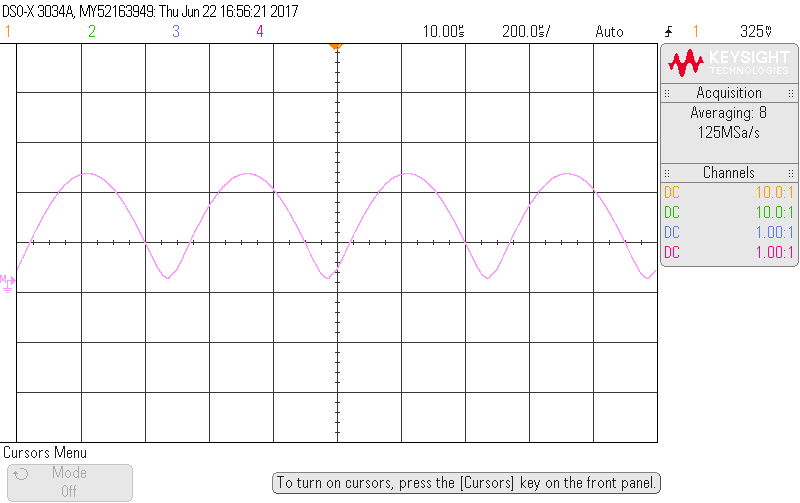 DSO-X 3034A, MY52163949: Thu Jun 22 16:56:21 2017
1 2 3 4 10.00s 200.0s/ Auto 1 325mV
KEYSIGHT
TECHNOLOGIES
Acquisition
Averaging: 8
125MSa/s
Channels
DC 10.0:1
DC 10.0:1
DC 1.00:1
DC 1.00:1
M
Cursors Menu
Mode
Off
To turn on cursors, press the [Cursors] key on the front panel.